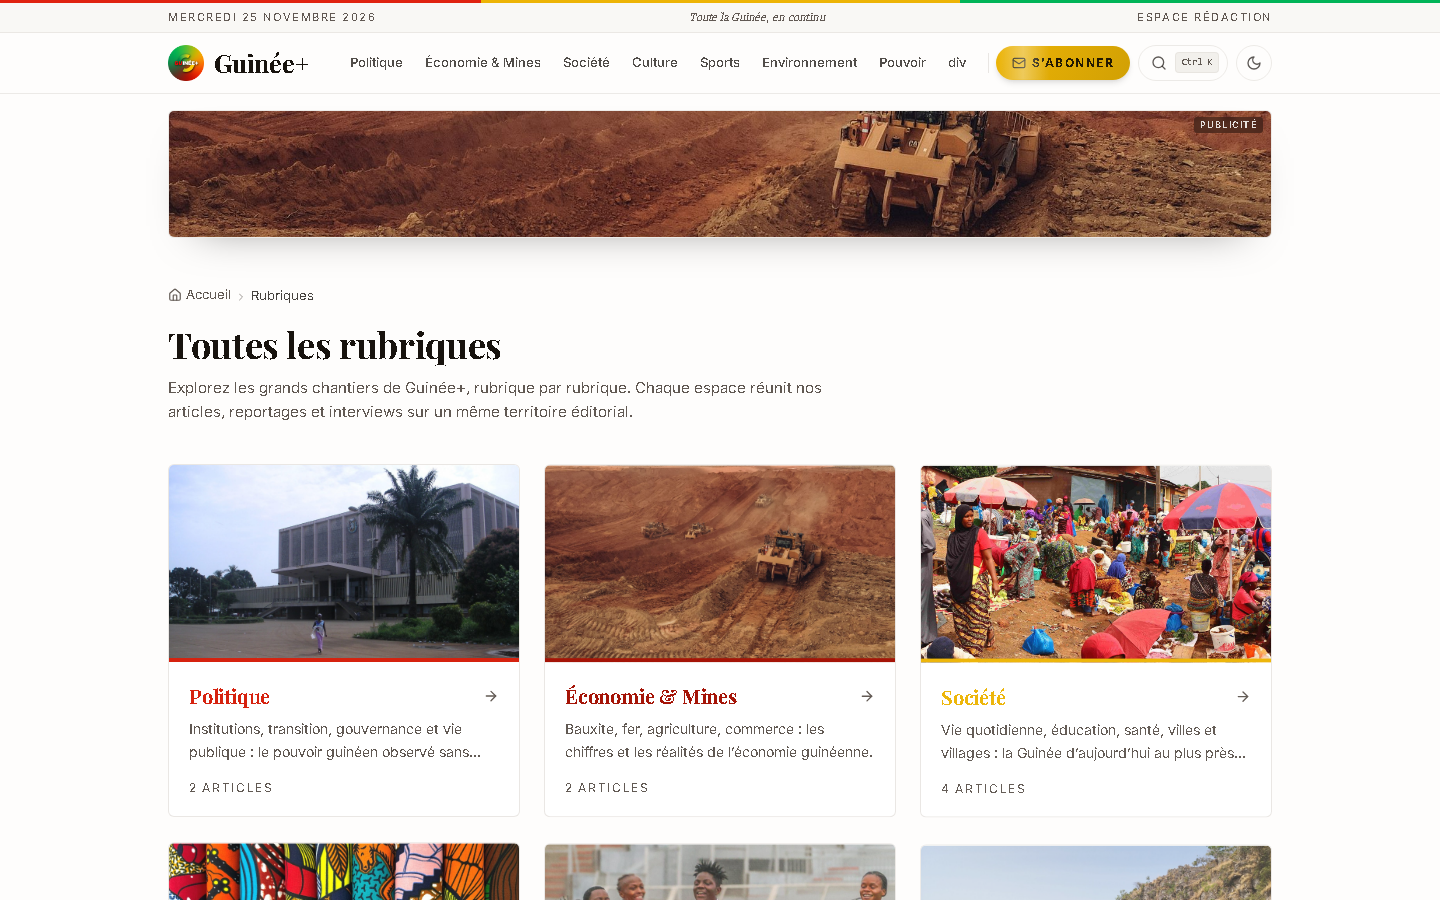 MERCREDI 25 NOVEMBRE 2026
Toute la Guinée, en continu
ESPACE RÉDACTION
Guinée+
Politique
Économie & Mines
Société
Culture
Sports
Environnement
Pouvoir
div
S'ABONNER
Ctrl K
PUBLICITÉ
Accueil
Rubriques
Toutes les rubriques
Explorez les grands chantiers de Guinée+, rubrique par rubrique. Chaque espace réunit nos
articles, reportages et interviews sur un même territoire éditorial.
Politique
Institutions, transition, gouvernance et vie
publique : le pouvoir guinéen observé sans...
2 ARTICLES
Économie & Mines
Bauxite, fer, agriculture, commerce : les
chiffres et les réalités de l'économie guinéenne.
2 ARTICLES
Société
Vie quotidienne, éducation, santé, villes et
villages : la Guinée d'aujourd'hui au plus près...
4 ARTICLES